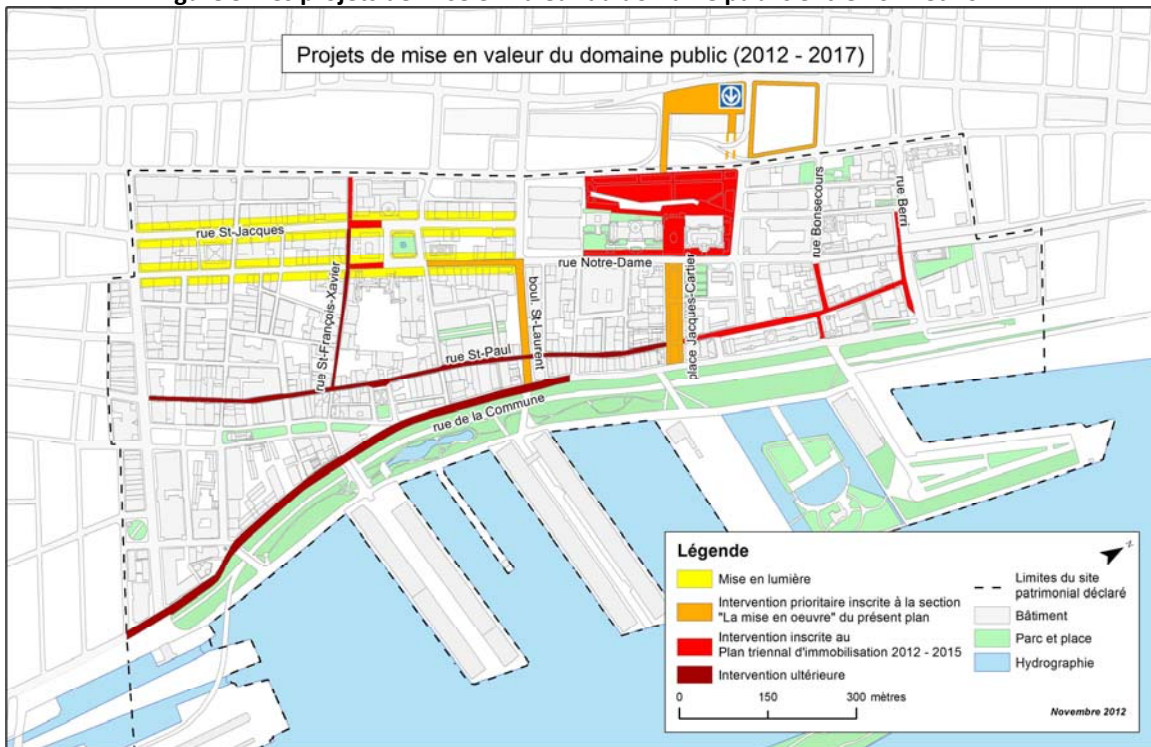 Projets de mise en valeur du domaine public (2012 - 2017)
rue St-Jacques
rue St-François-Xavier
rue Notre-Dame
boul. St-Laurent
rue St-Paul
place Jacques-Cartier
rue Bonsecours
rue Berri
rue de la Commune
Légende
N
Mise en lumière
Intervention prioritaire inscrite à la section
"La mise en oeuvre" du présent plan
Intervention inscrite au
Plan triennal d'immobilisation 2012 - 2015
Intervention ultérieure
Limites du site
patrimonial déclaré
Bâtiment
Parc et place
Hydrographie
0 150 300 mètres
Novembre 2012